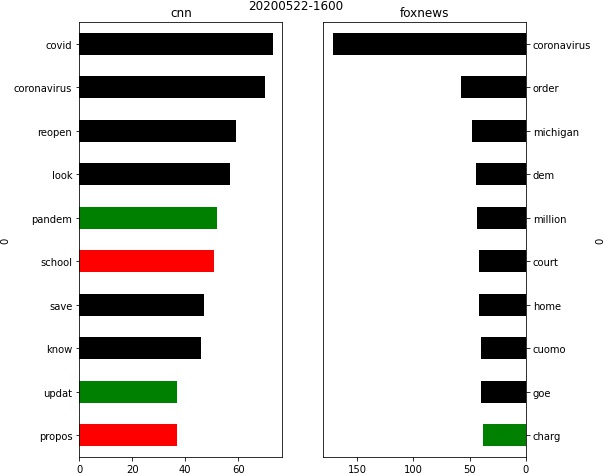 20200522-1600
cnn
foxnews
covid
coronavirus
reopen
look
pandem
school
save
know
updat
propos
0
0 20 40 60
coronavirus
order
michigan
dem
million
court
home
cuomo
goe
charg
0
150 100 50 0